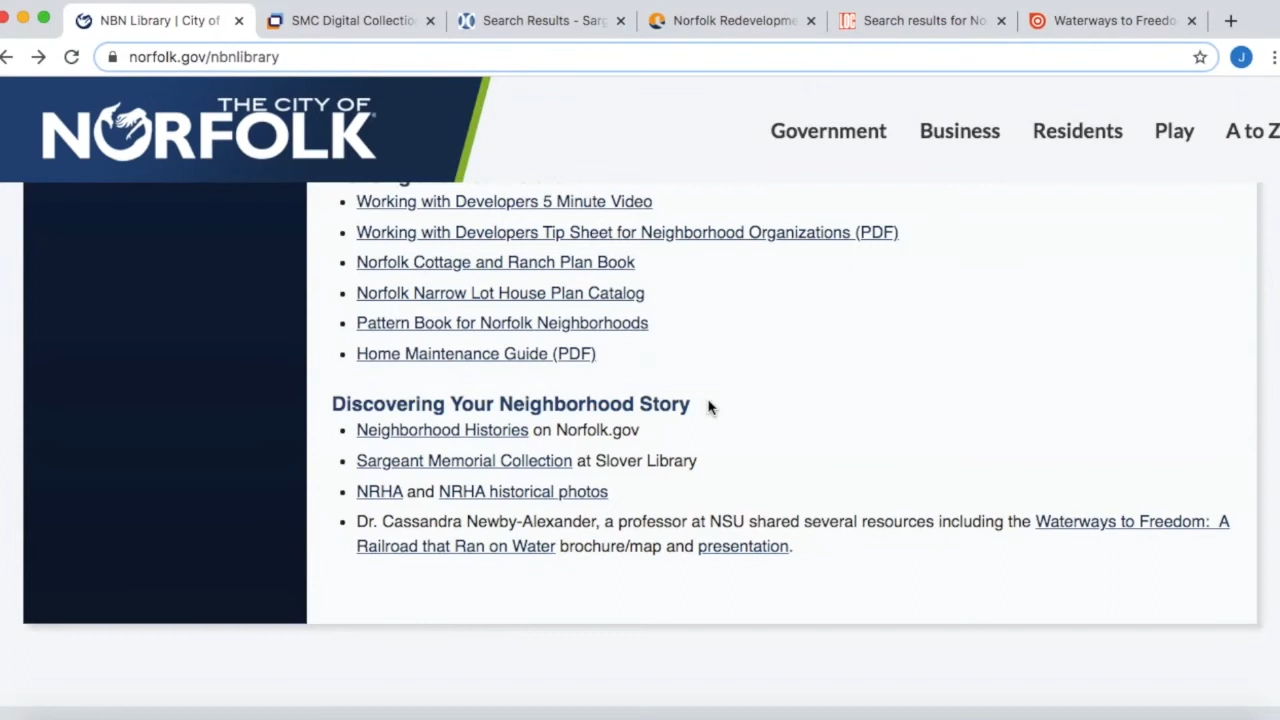 NBN Library | City of
SMC Digital Collectio
Search Results - Sarg
Norfolk Redevelopme
LOC
Search results for No
Waterways to Freedo
norfolk.gov/nbnlibrary
J
THE CITY OF
NORFOLK
Government
Business
Residents
Play
A to Z
Working with Developers 5 Minute Video
Working with Developers Tip Sheet for Neighborhood Organizations (PDF)
Norfolk Cottage and Ranch Plan Book
Norfolk Narrow Lot House Plan Catalog
Pattern Book for Norfolk Neighborhoods
Home Maintenance Guide (PDF)
Discovering Your Neighborhood Story
Neighborhood Histories on Norfolk.gov
Sargeant Memorial Collection at Slover Library
NRHA and NRHA historical photos
Dr. Cassandra Newby-Alexander, a professor at NSU shared several resources including the Waterways to Freedom: A
Railroad that Ran on Water brochure/map and presentation.